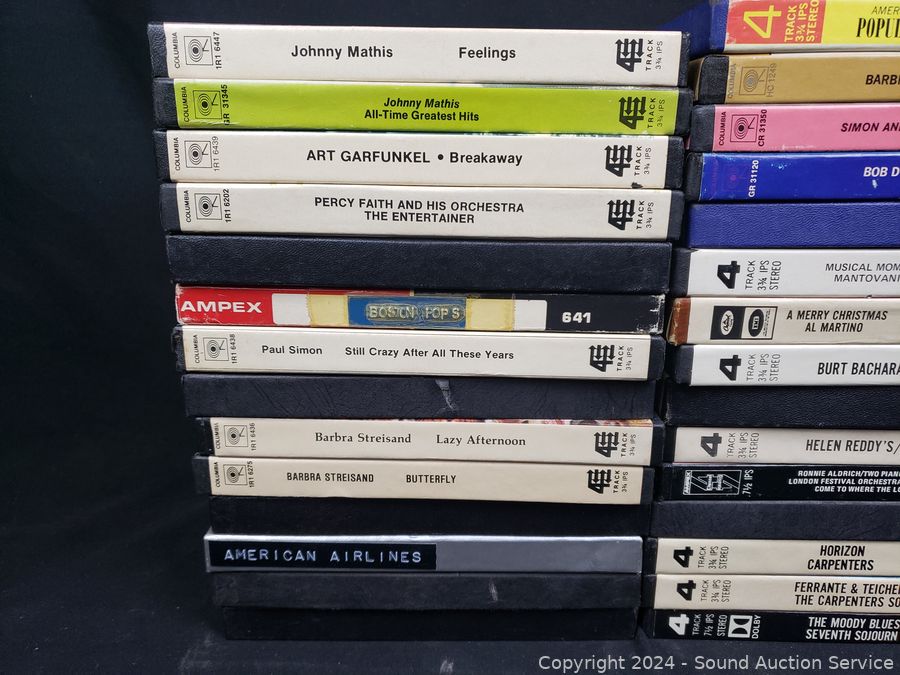 COLUMBIA
1R1 6447
Johnny Mathis Feelings
4 TRACK 3¾ IPS
COLUMBIA
GR 31345
Johnny Mathis
All-Time Greatest Hits
4 TRACK 3¾ IPS
COLUMBIA
1R1 6439
ART GARFUNKEL • Breakaway
4 TRACK 3¾ IPS
COLUMBIA
1R1 6202
PERCY FAITH AND HIS ORCHESTRA
THE ENTERTAINER
4 TRACK 3¾ IPS
AMPEX
BOSTON POPS
641
COLUMBIA
1R1 6438
Paul Simon Still Crazy After All These Years
4 TRACK 3¾ IPS
COLUMBIA
1R1 6436
Barbra Streisand Lazy Afternoon
4 TRACK 3¾ IPS
COLUMBIA
1R1 6275
BARBRA STREISAND BUTTERFLY
4 TRACK 3¾ IPS
AMERICAN AIRLINES
4 TRACK
3¾ IPS
STEREO
AMER
POPUL
COLUMBIA
HC 1249
BARB
COLUMBIA
CR 31350
SIMON AN
GR 31120
BOB D
4 TRACK
3¾ IPS
STEREO
MUSICAL MOM
MANTOVANI
A MERRY CHRISTMAS
AL MARTINO
4 TRACK
3¾ IPS
STEREO
BURT BACHARA
4 TRACK
3¾ IPS
STEREO
HELEN REDDY'S/
7½ IPS
RONNIE ALDRICH/TWO PIAN
LONDON FESTIVAL ORCHESTRA
COME TO WHERE THE LO
4 TRACK
3¾ IPS
STEREO
HORIZON
CARPENTERS
4 TRACK
3¾ IPS
STEREO
FERRANTE & TEICHE
THE CARPENTERS SO
4 TRACK
7½ IPS
STEREO
DOLBY
THE MOODY BLUES
SEVENTH SOJOURN
Copyright © 2024 - Sound Auction Service